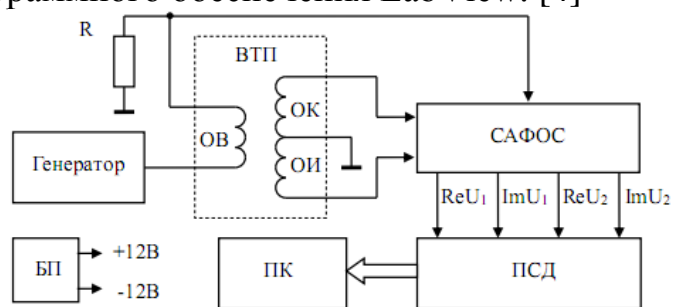 R
ВТП
ОК
ОВ
ОИ
САФОС
Генератор
ReU₁ ImU₁ ReU₂ ImU₂
БП
+12В
-12В
ПК
ПСД